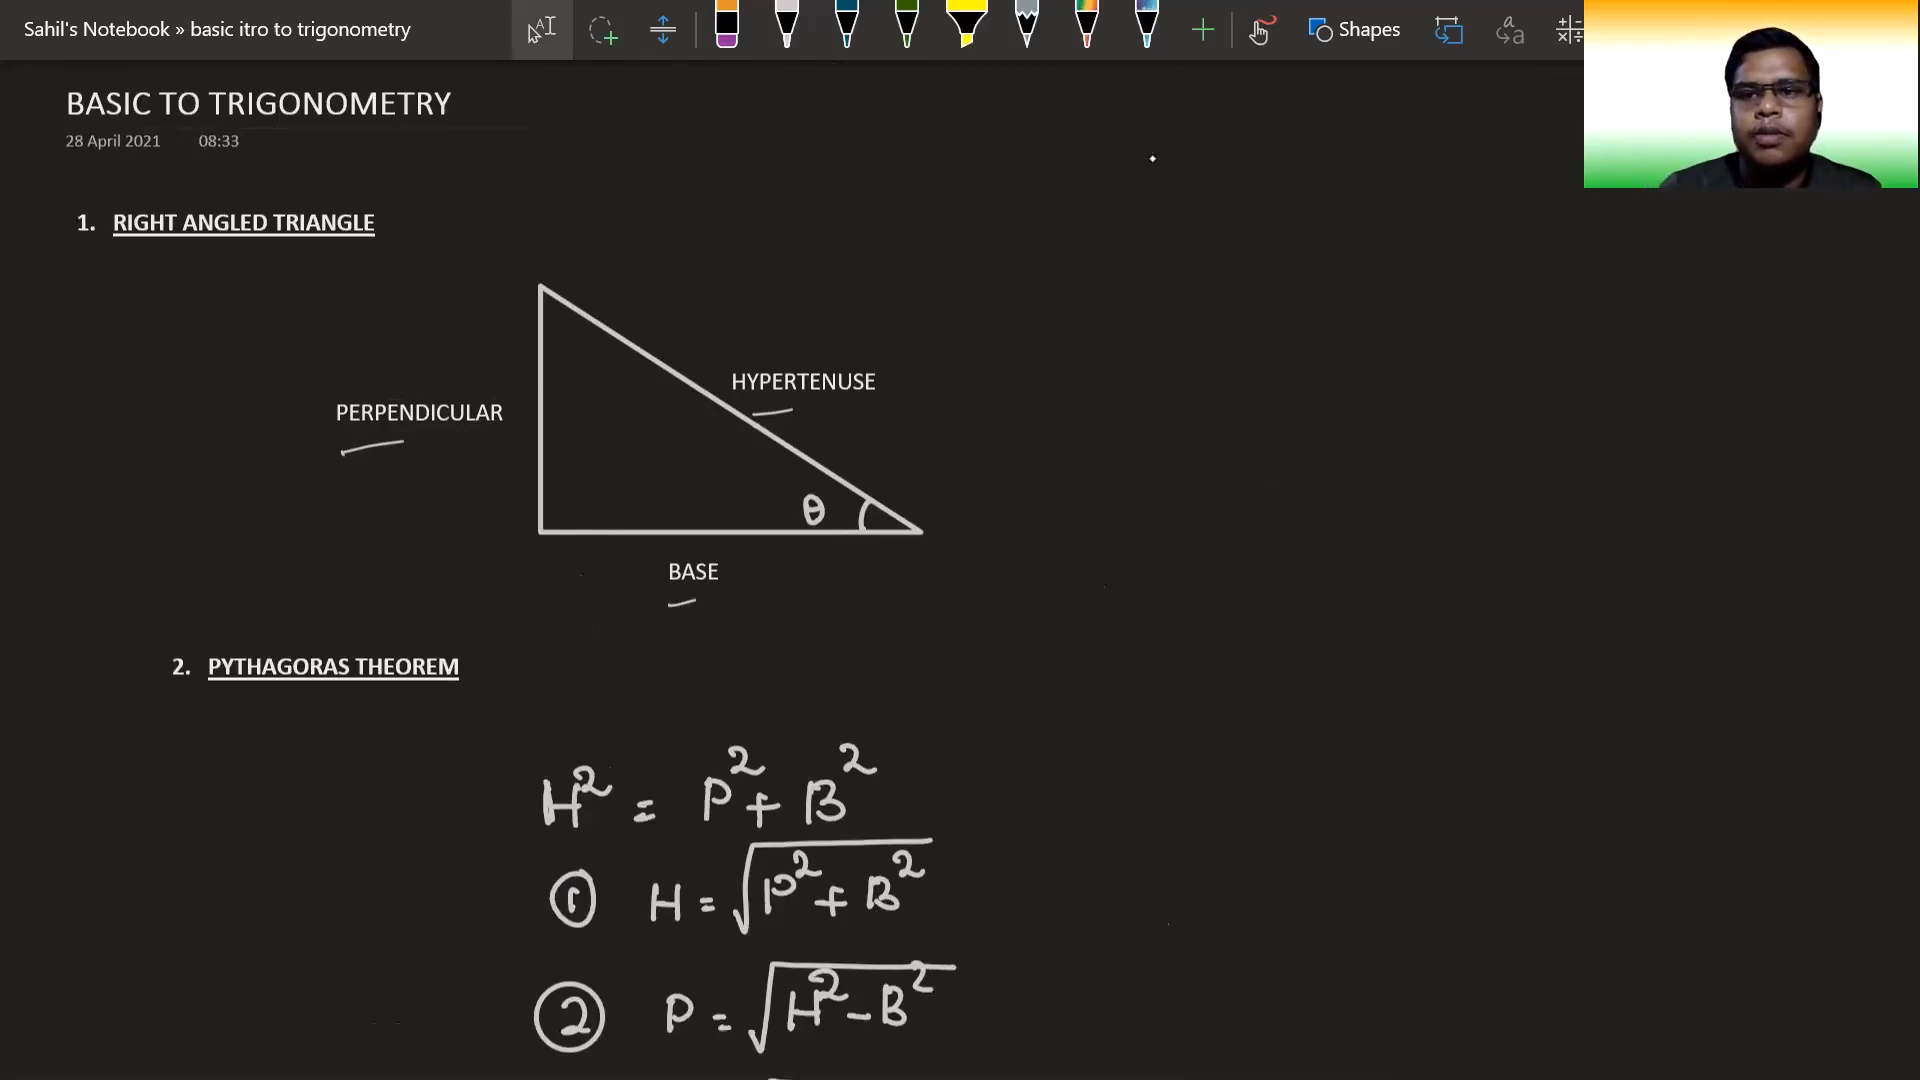 Sahil's Notebook » basic itro to trigonometry
Shapes
BASIC TO TRIGONOMETRY
28 April 2021 08:33
1. RIGHT ANGLED TRIANGLE
HYPERTENUSE
PERPENDICULAR
θ
BASE
2. PYTHAGORAS THEOREM
H² = P² + B²
① H = √(P² + B²)
② P = √(H² − B²)